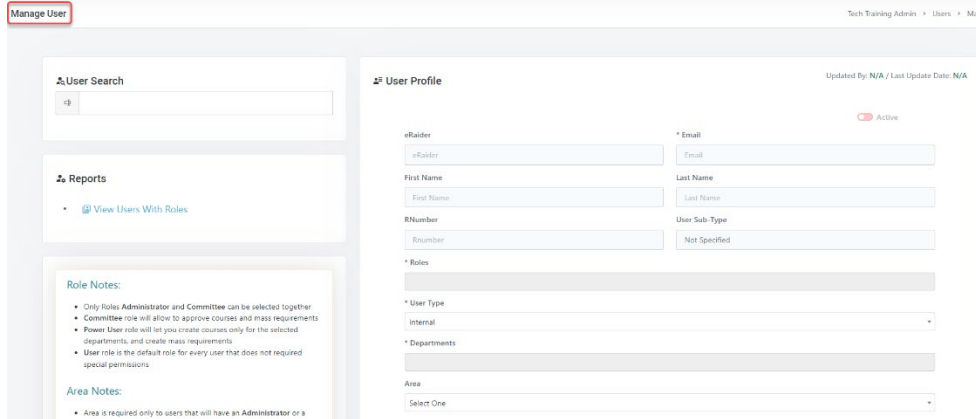 Manage User
Tech Training Admin › Users ›
User Search
Reports
• View Users With Roles
Role Notes:
• Only Roles Administrator and Committee can be selected together
• Committee role will allow to approve courses and mass requirements
• Power User role will let you create courses only for the selected
departments, and create mass requirements
• User role is the default role for every user that does not required
special permissions
Area Notes:
• Area is required only to users that will have an Administrator or a
User Profile
Updated By: N/A / Last Update Date: N/A
Active
eRaider
* Email
eRaider
Email
First Name
Last Name
First Name
Last Name
RNumber
User Sub-Type
Rnumber
Not Specified
* Roles
* User Type
Internal
* Departments
Area
Select One